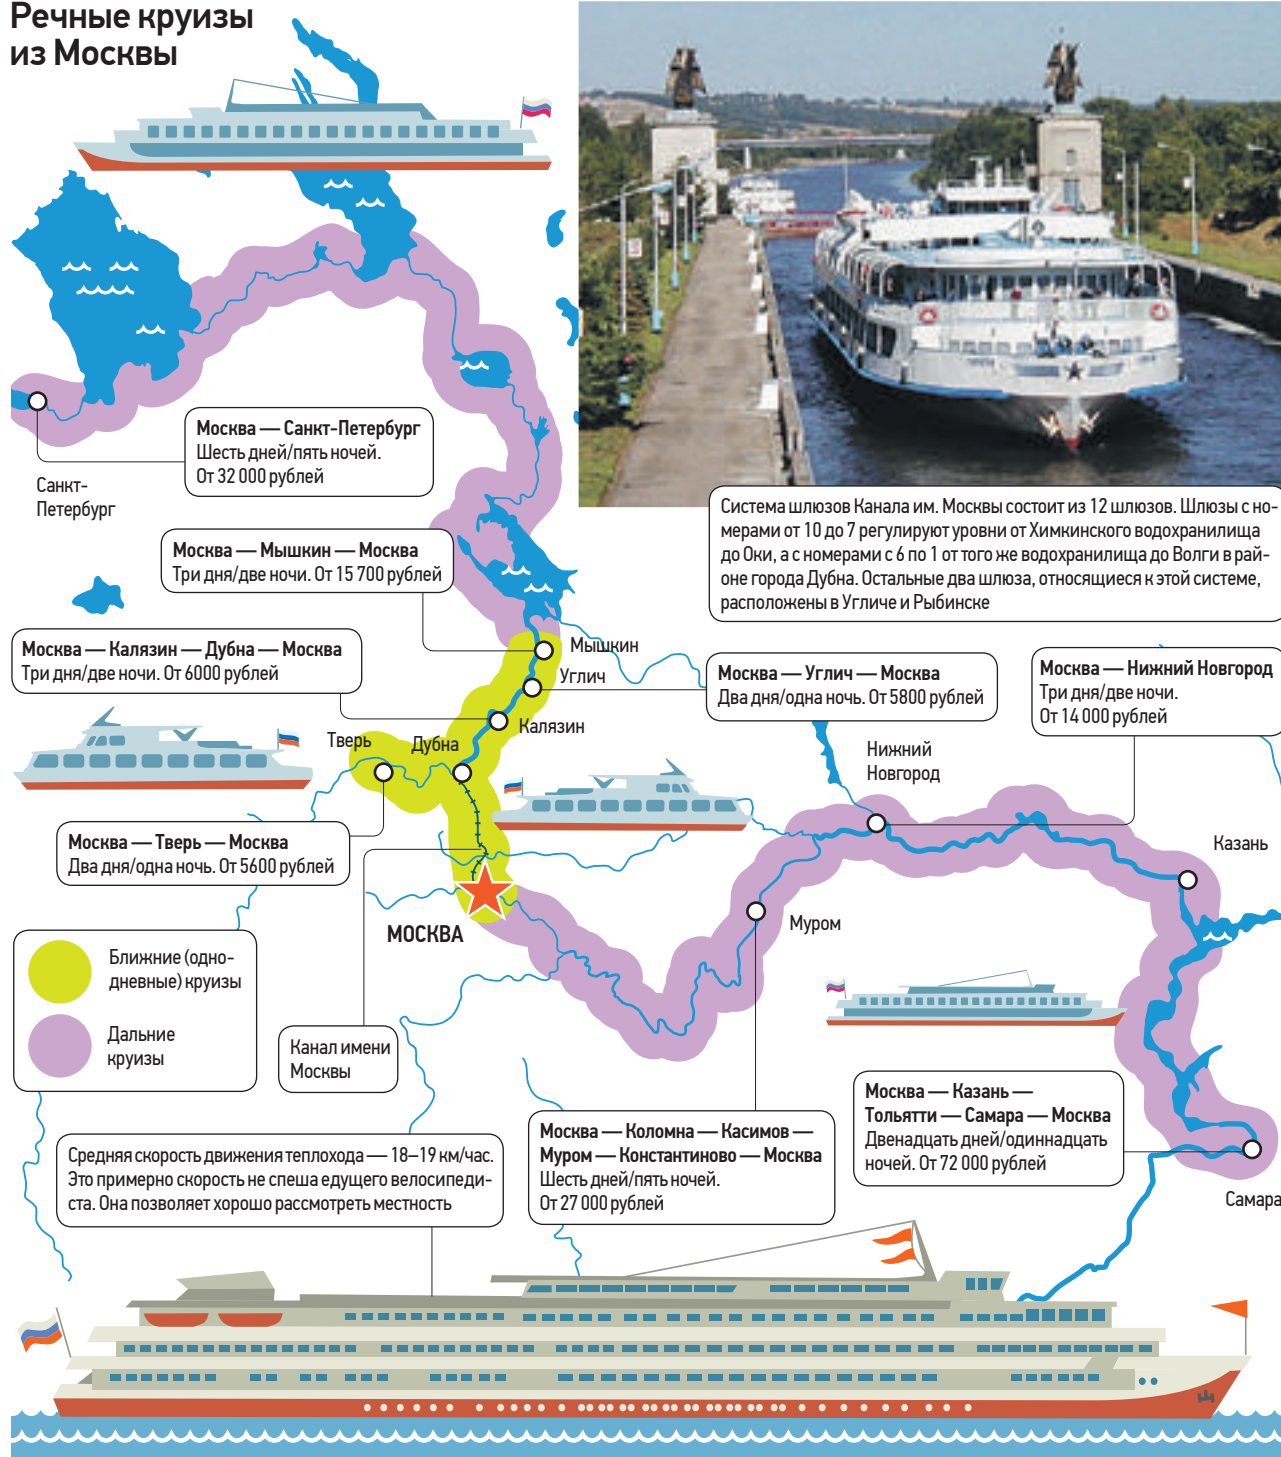 Речные круизы
из Москвы
Москва — Санкт-Петербург
Шесть дней/пять ночей.
От 32 000 рублей
Санкт-
Петербург
Система шлюзов Канала им. Москвы состоит из 12 шлюзов. Шлюзы с но-
мерами от 10 до 7 регулируют уровни от Химкинского водохранилища
до Оки, а с номерами с 6 по 1 от того же водохранилища до Волги в рай-
оне города Дубна. Остальные два шлюза, относящиеся к этой системе,
расположены в Угличе и Рыбинске
Москва — Мышкин — Москва
Три дня/две ночи. От 15 700 рублей
Москва — Калязин — Дубна — Москва
Три дня/две ночи. От 6000 рублей
Мышкин
Углич
Калязин
Москва — Углич — Москва
Два дня/одна ночь. От 5800 рублей
Москва — Нижний Новгород
Три дня/две ночи.
От 14 000 рублей
Тверь
Дубна
Нижний
Новгород
Москва — Тверь — Москва
Два дня/одна ночь. От 5600 рублей
Казань
МОСКВА
Муром
Ближние (одно-
дневные) круизы
Дальние
круизы
Канал имени
Москвы
Москва — Казань —
Тольятти — Самара — Москва
Двенадцать дней/одиннадцать
ночей. От 72 000 рублей
Самара
Москва — Коломна — Касимов —
Муром — Константиново — Москва
Шесть дней/пять ночей.
От 27 000 рублей
Средняя скорость движения теплохода — 18–19 км/час.
Это примерно скорость не спеша едущего велосипеди-
ста. Она позволяет хорошо рассмотреть местность